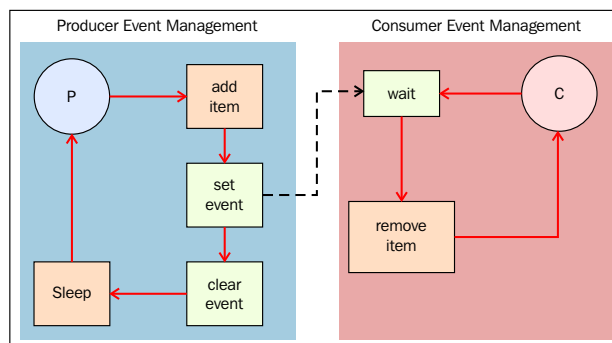 Producer Event Management
Consumer Event Management
P
add
item
wait
C
set
event
remove
item
Sleep
clear
event